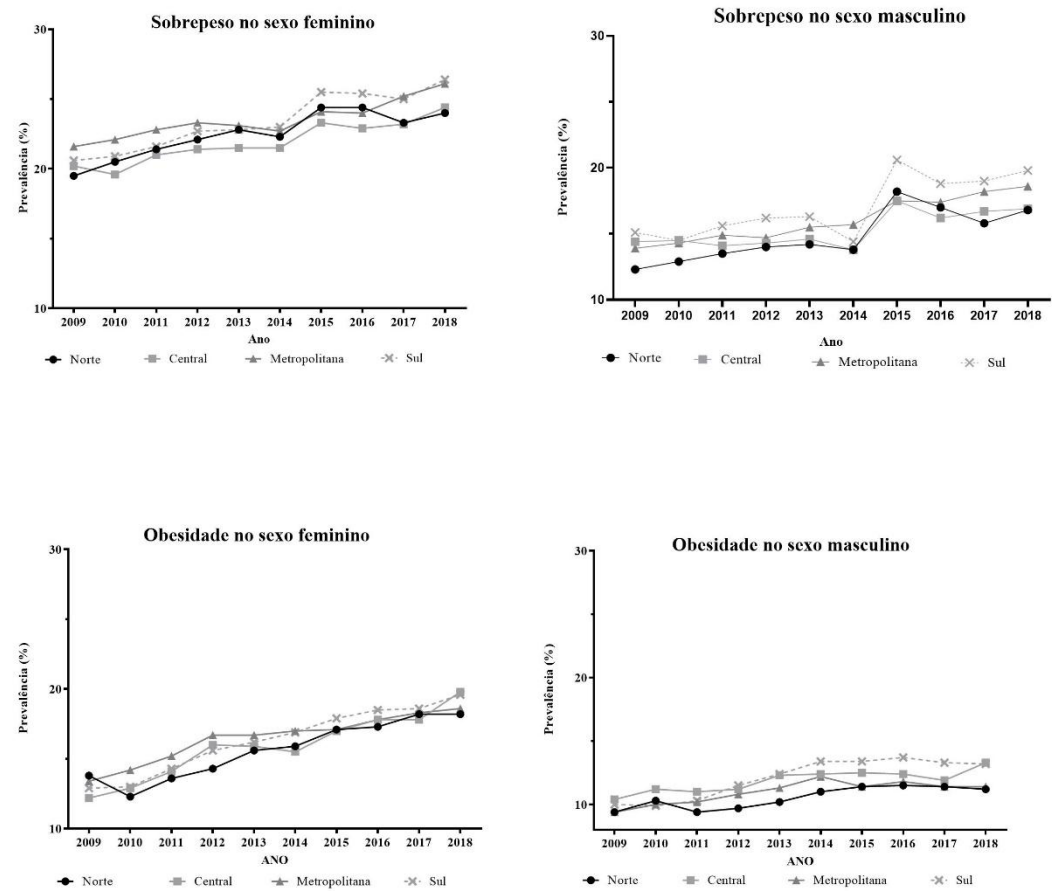 Sobrepeso no sexo feminino
30
20
10
Prevalência (%)
2009 2010 2011 2012 2013 2014 2015 2016 2017 2018
Ano
Norte Central Metropolitana Sul
Sobrepeso no sexo masculino
30
20
10
Prevalência (%)
2009 2010 2011 2012 2013 2014 2015 2016 2017 2018
Ano
Norte Central Metropolitana Sul
Obesidade no sexo feminino
30
20
10
Prevalência (%)
2009 2010 2011 2012 2013 2014 2015 2016 2017 2018
ANO
Norte Central Metropolitana Sul
Obesidade no sexo masculino
30
20
10
Prevalência (%)
2009 2010 2011 2012 2013 2014 2015 2016 2017 2018
ANO
Norte Central Metropolitana Sul